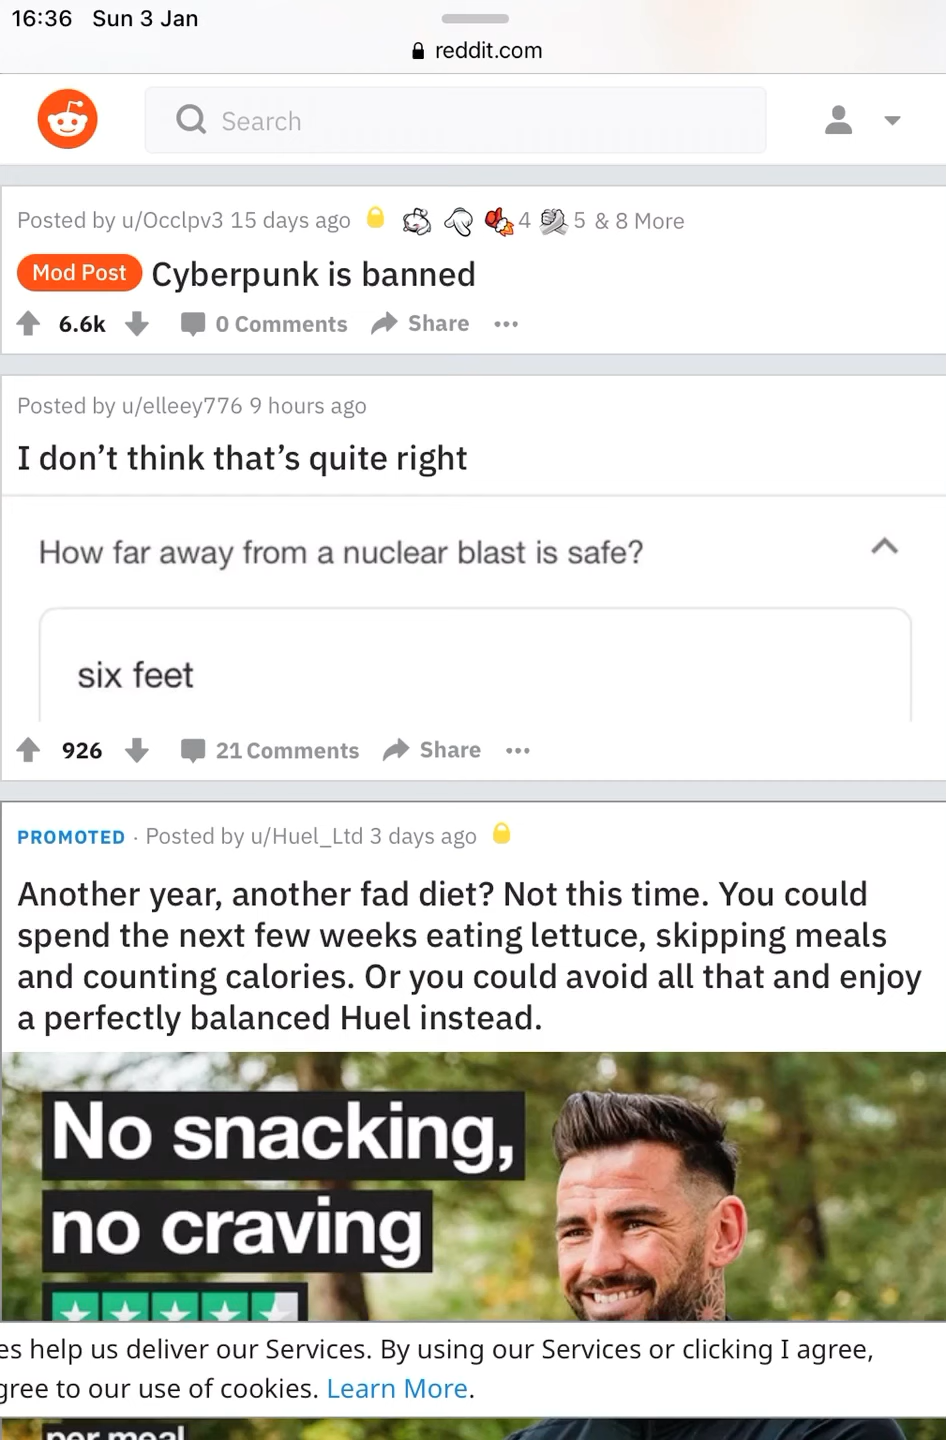 16:36 Sun 3 Jan
reddit.com
Search
Posted by u/Occlpv3 15 days ago 4 5 & 8 More
Mod Post Cyberpunk is banned
6.6k 0 Comments Share
Posted by u/elleey776 9 hours ago
I don’t think that’s quite right
How far away from a nuclear blast is safe?
six feet
926 21 Comments Share
PROMOTED · Posted by u/Huel_Ltd 3 days ago
Another year, another fad diet? Not this time. You could
spend the next few weeks eating lettuce, skipping meals
and counting calories. Or you could avoid all that and enjoy
a perfectly balanced Huel instead.
No snacking,
no craving
es help us deliver our Services. By using our Services or clicking I agree,
gree to our use of cookies. Learn More.
per meal